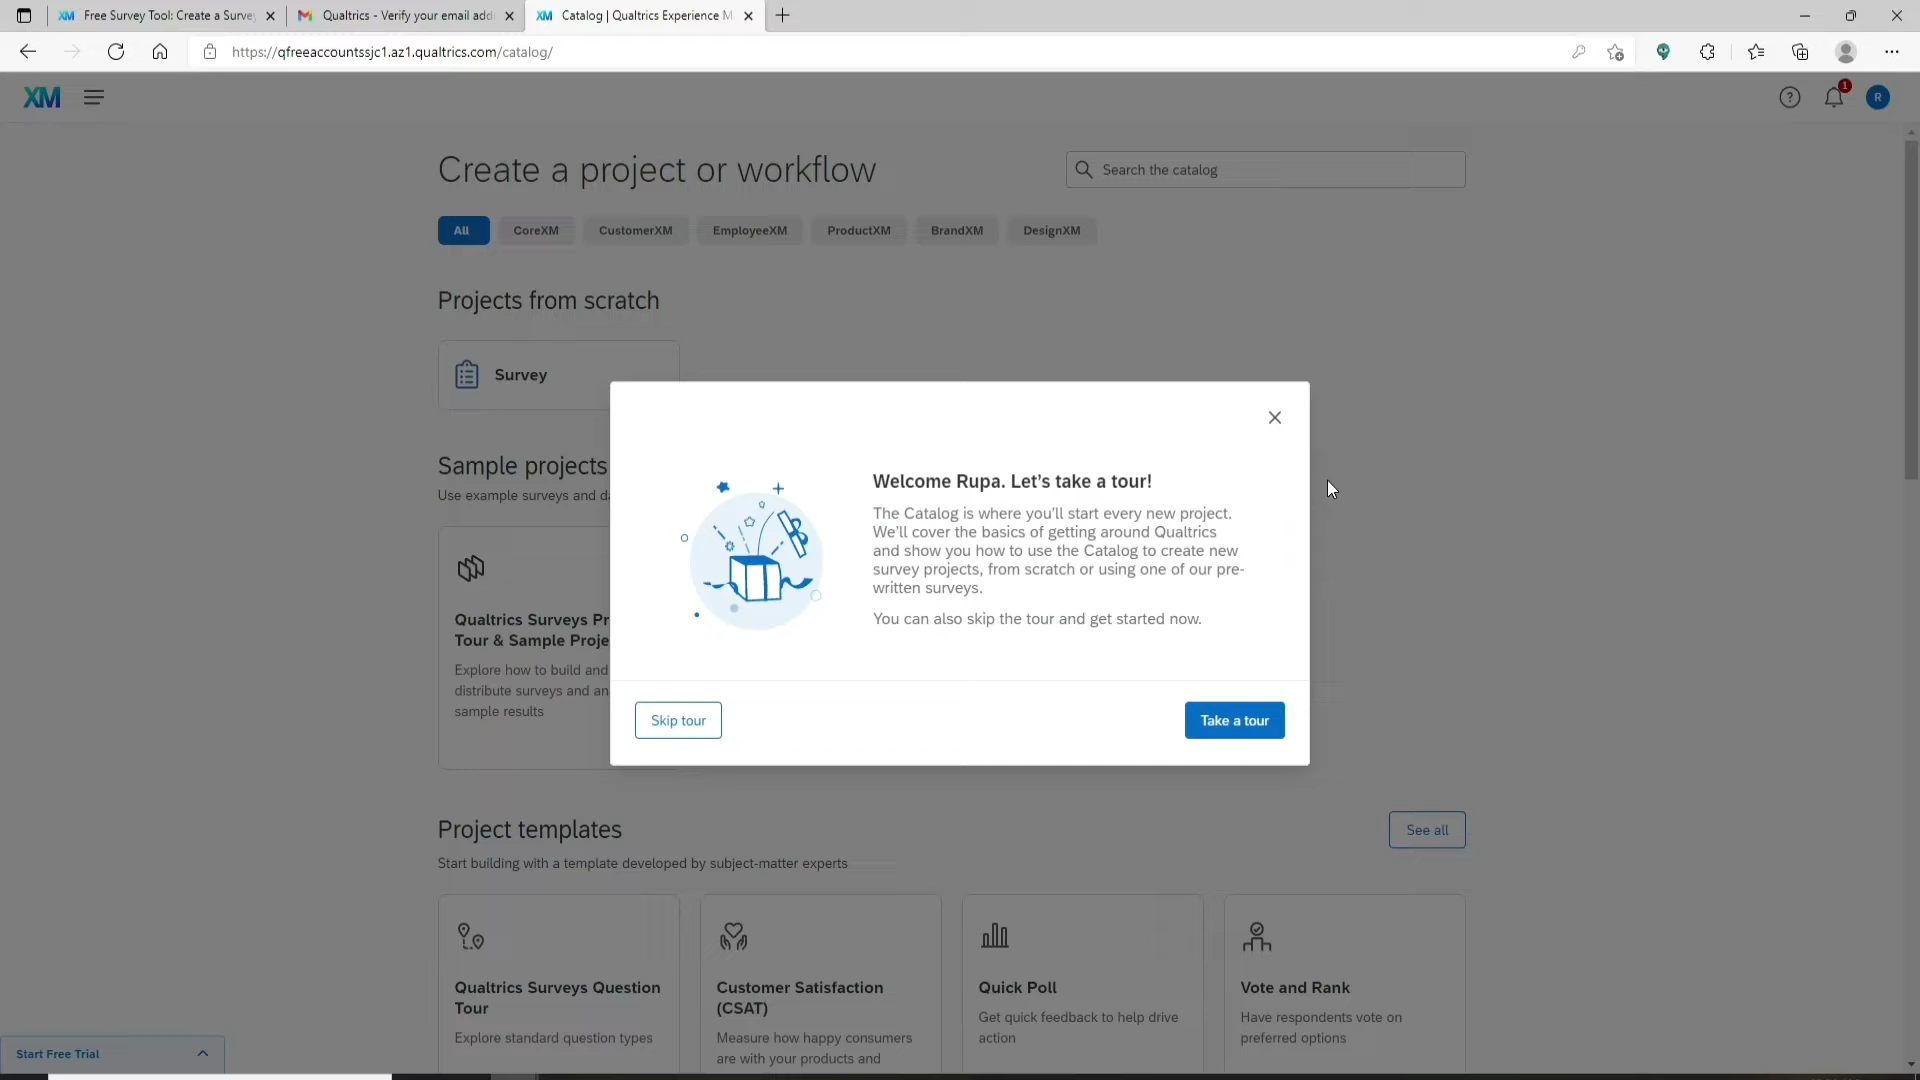 Free Survey Tool: Create a Survey
Qualtrics - Verify your email add
XM Catalog | Qualtrics Experience M
https://qfreeaccountssjc1.az1.qualtrics.com/catalog/
XM
?
1
R
Create a project or workflow
Search the catalog
All
CoreXM
CustomerXM
EmployeeXM
ProductXM
BrandXM
DesignXM
Projects from scratch
Survey
Sample projects
Use example surveys and da
Qualtrics Surveys Pr
Tour & Sample Proje
Explore how to build and
distribute surveys and an
sample results
Welcome Rupa. Let's take a tour!
The Catalog is where you'll start every new project.
We'll cover the basics of getting around Qualtrics
and show you how to use the Catalog to create new
survey projects, from scratch or using one of our pre-
written surveys.
You can also skip the tour and get started now.
Skip tour
Take a tour
Project templates
See all
Start building with a template developed by subject-matter experts
Qualtrics Surveys Question
Tour
Explore standard question types
Customer Satisfaction
(CSAT)
Measure how happy consumers
are with your products and
Quick Poll
Get quick feedback to help drive
action
Vote and Rank
Have respondents vote on
preferred options
Start Free Trial